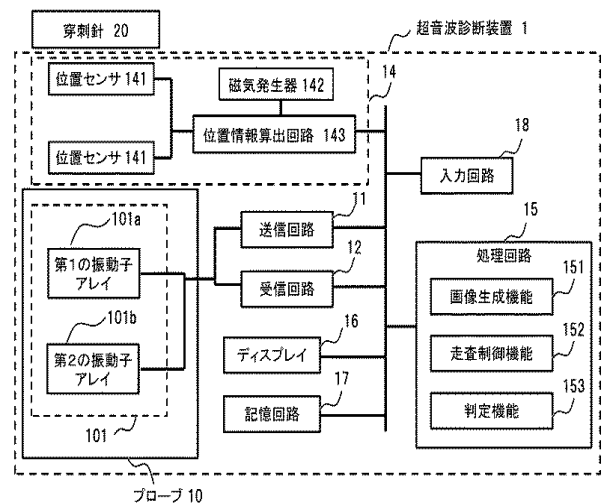 穿刺針 20
超音波診断装置 1
位置センサ 141
磁気発生器 142
14
位置情報算出回路 143
位置センサ 141
18
入力回路
101a
第1の振動子
アレイ
101b
第2の振動子
アレイ
101
プローブ 10
11
送信回路
12
受信回路
16
ディスプレイ
17
記憶回路
15
処理回路
151
画像生成機能
152
走査制御機能
153
判定機能